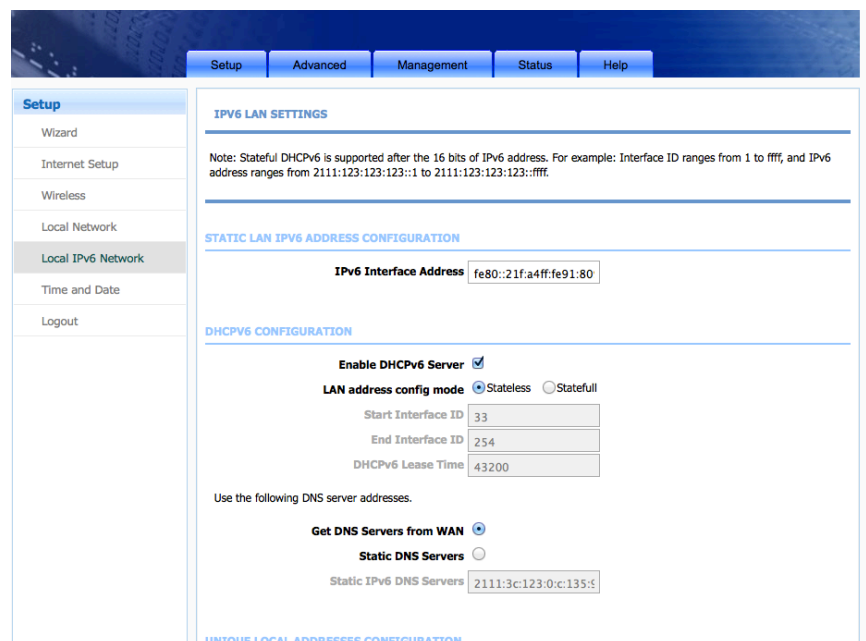 Setup Advanced Management Status Help
Setup
Wizard
Internet Setup
Wireless
Local Network
Local IPv6 Network
Time and Date
Logout
IPV6 LAN SETTINGS
Note: Stateful DHCPv6 is supported after the 16 bits of IPv6 address. For example: Interface ID ranges from 1 to ffff, and IPV6
address ranges from 2111:123:123:123::1 to 2111:123:123:123::ffff.
STATIC LAN IPV6 ADDRESS CONFIGURATION
IPv6 Interface Address fe80::21f:a4ff:fe91:80
DHCPV6 CONFIGURATION
Enable DHCPv6 Server
LAN address config mode Stateless Statefull
Start Interface ID 33
End Interface ID 254
DHCPv6 Lease Time 43200
Use the following DNS server addresses.
Get DNS Servers from WAN
Static DNS Servers
Static IPv6 DNS Servers 2111:3c:123:0:c:135:9
UNIQUE LOCAL ADDRESSES CONFIGURATION